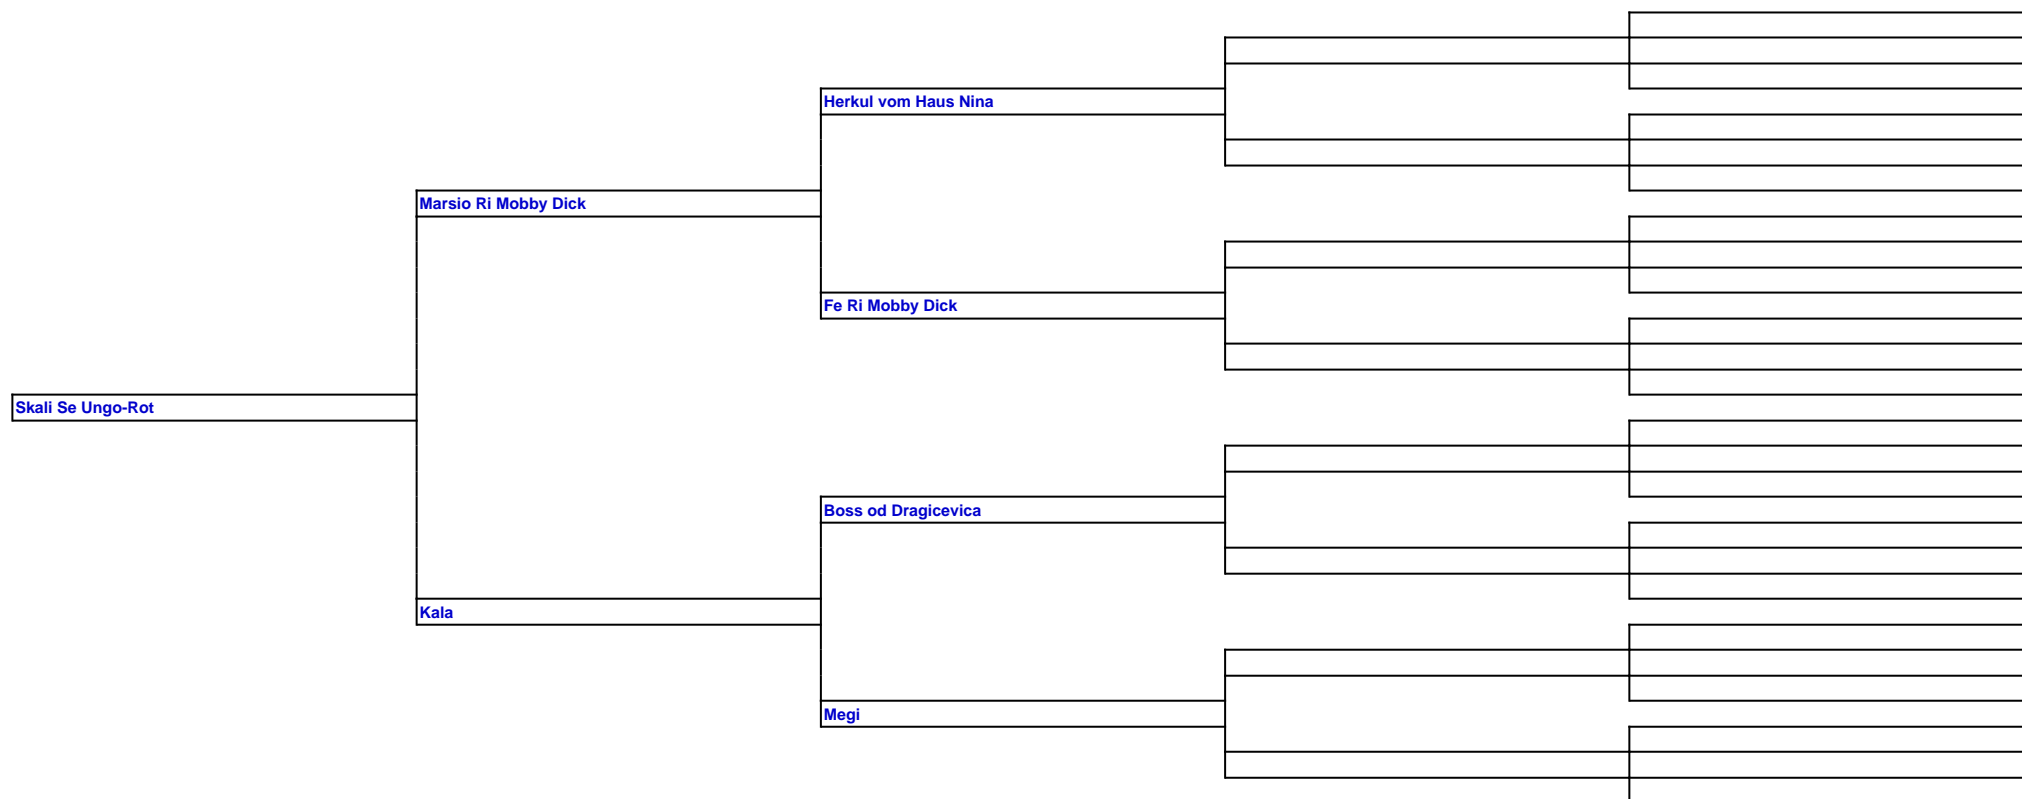 Herkul vom Haus Nina
Marsio Ri Mobby Dick
Fe Ri Mobby Dick
Skali Se Ungo-Rot
Boss od Dragicevica
Kala
Megi